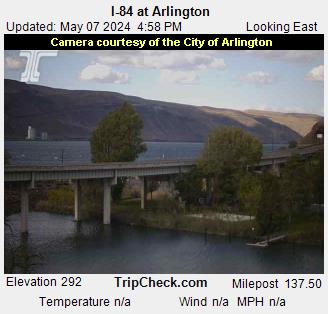 I-84 at Arlington
Updated: May 07 2024 4:58 PM Looking East
Camera courtesy of the City of Arlington
Elevation 292 TripCheck.com Milepost 137.50
Temperature n/a Wind n/a MPH n/a